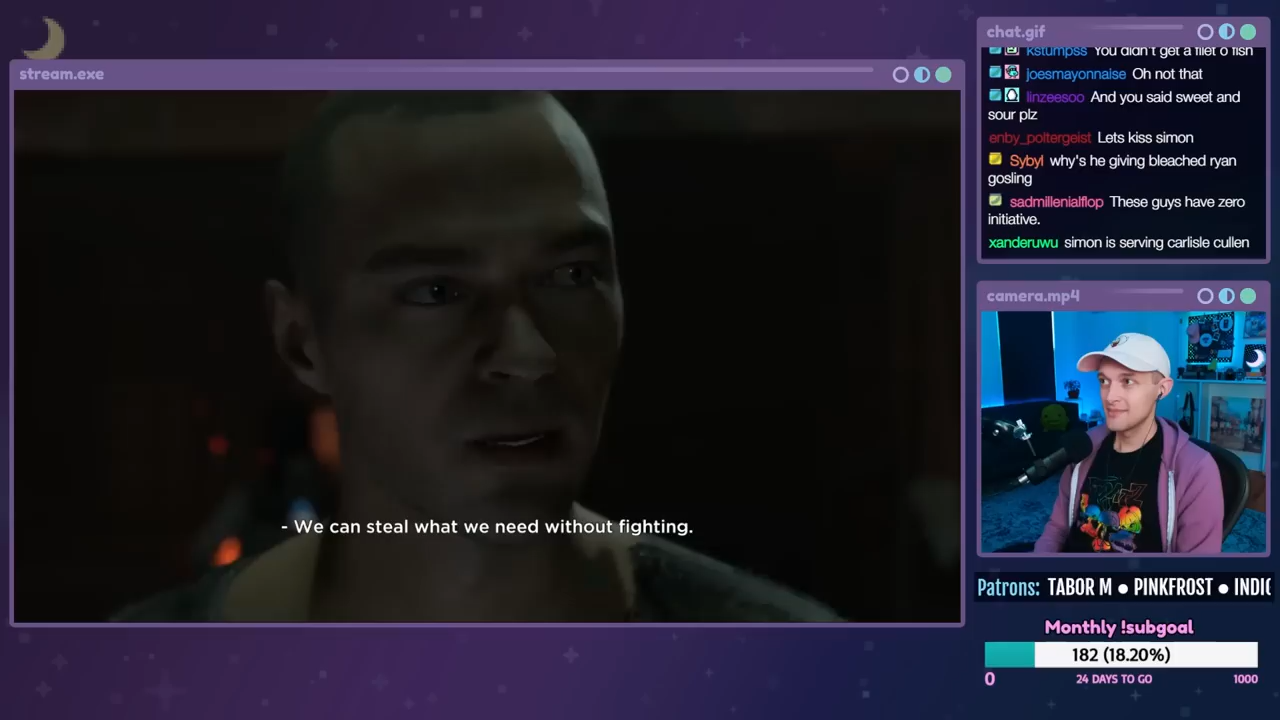 stream.exe
- We can steal what we need without fighting.
chat.gif
kstumpss You didn't get a filet o fish
joesmayonnaise Oh not that
linzeesoo And you said sweet and
sour plz
enby_poltergeist Lets kiss simon
Sybyl why's he giving bleached ryan
gosling
sadmillenialflop These guys have zero
initiative.
xanderuwu simon is serving carlisle cullen
camera.mp4
Patrons: TABOR M ● PINKFROST ● INDIC
Monthly !subgoal
182 (18.20%)
0 24 DAYS TO GO 1000